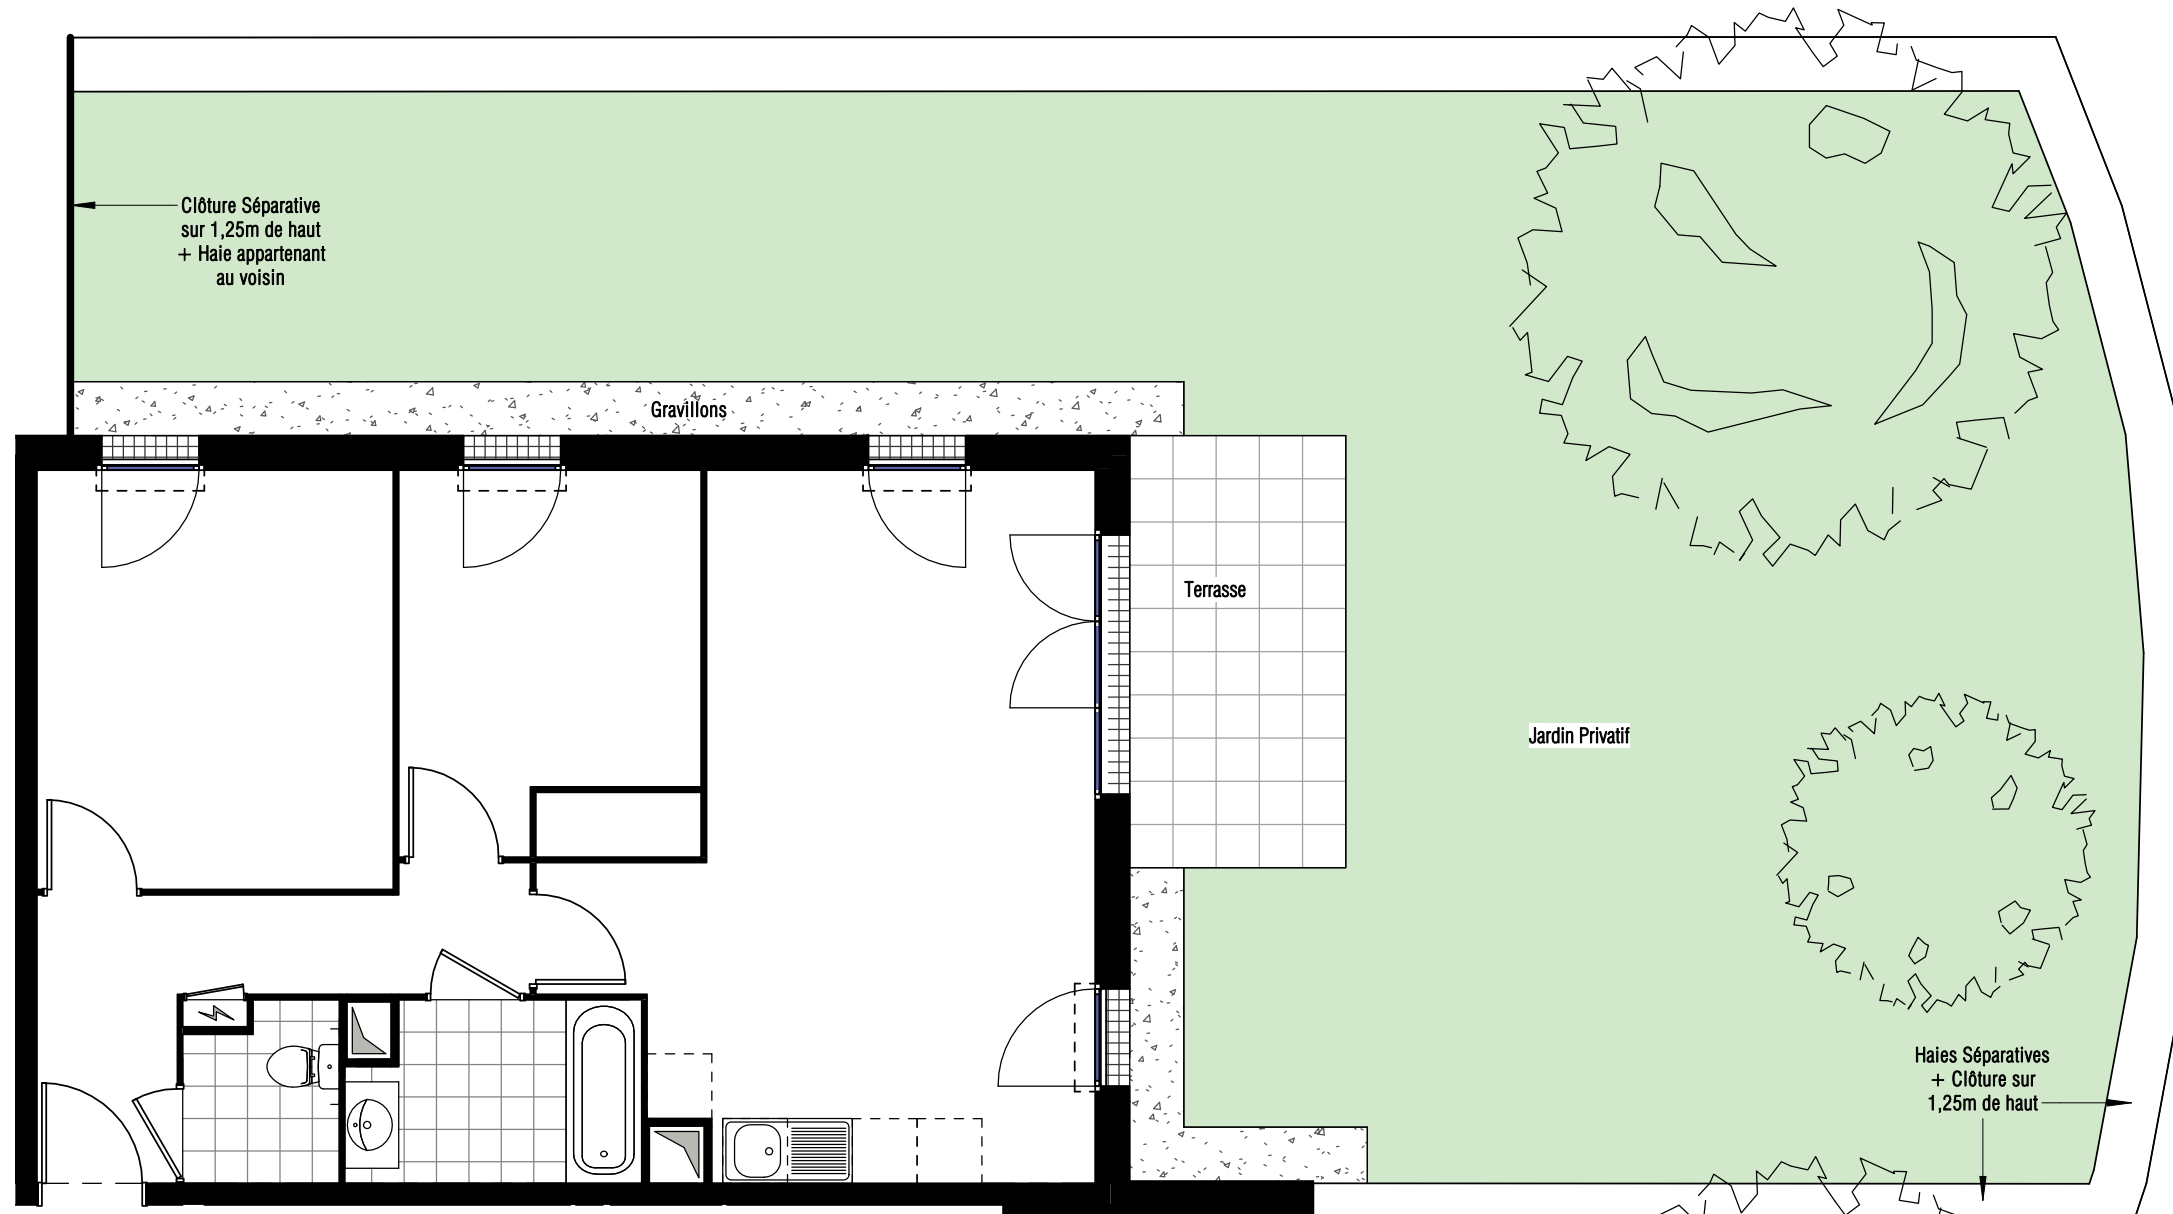 Clôture Séparative
sur 1,25m de haut
+ Haie appartenant
au voisin
Gravillons
Terrasse
Jardin Privatif
Haies Séparatives
+ Clôture sur
1,25m de haut